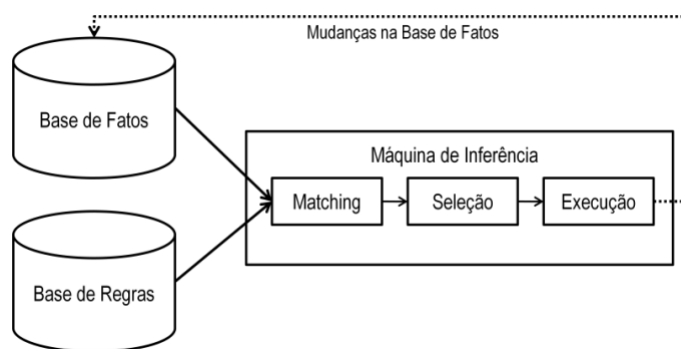 Mudanças na Base de Fatos
Base de Fatos
Máquina de Inferência
Matching
Seleção
Execução
Base de Regras